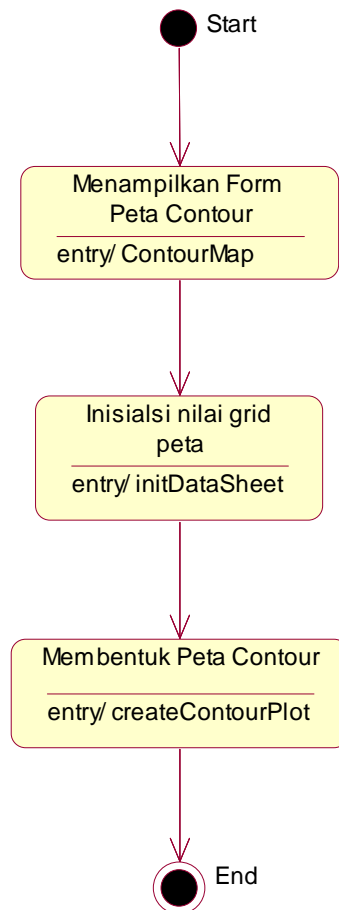 Start
Menampilkan Form
Peta Contour
entry/ ContourMap
Inisialsi nilai grid
peta
entry/ initDataSheet
Membentuk Peta Contour
entry/ createContourPlot
End